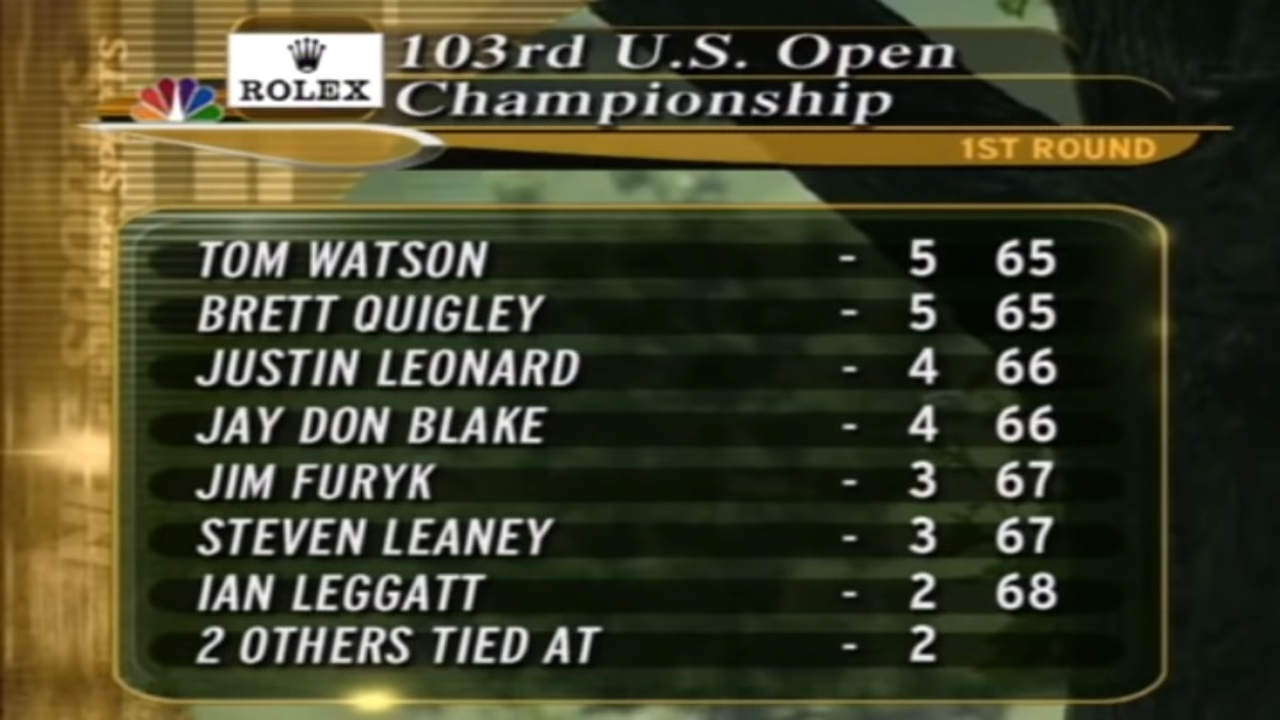 ROLEX
103rd U.S. Open
Championship
1ST ROUND
TOM WATSON - 5 65
BRETT QUIGLEY - 5 65
JUSTIN LEONARD - 4 66
JAY DON BLAKE - 4 66
JIM FURYK - 3 67
STEVEN LEANEY - 3 67
IAN LEGGATT - 2 68
2 OTHERS TIED AT - 2